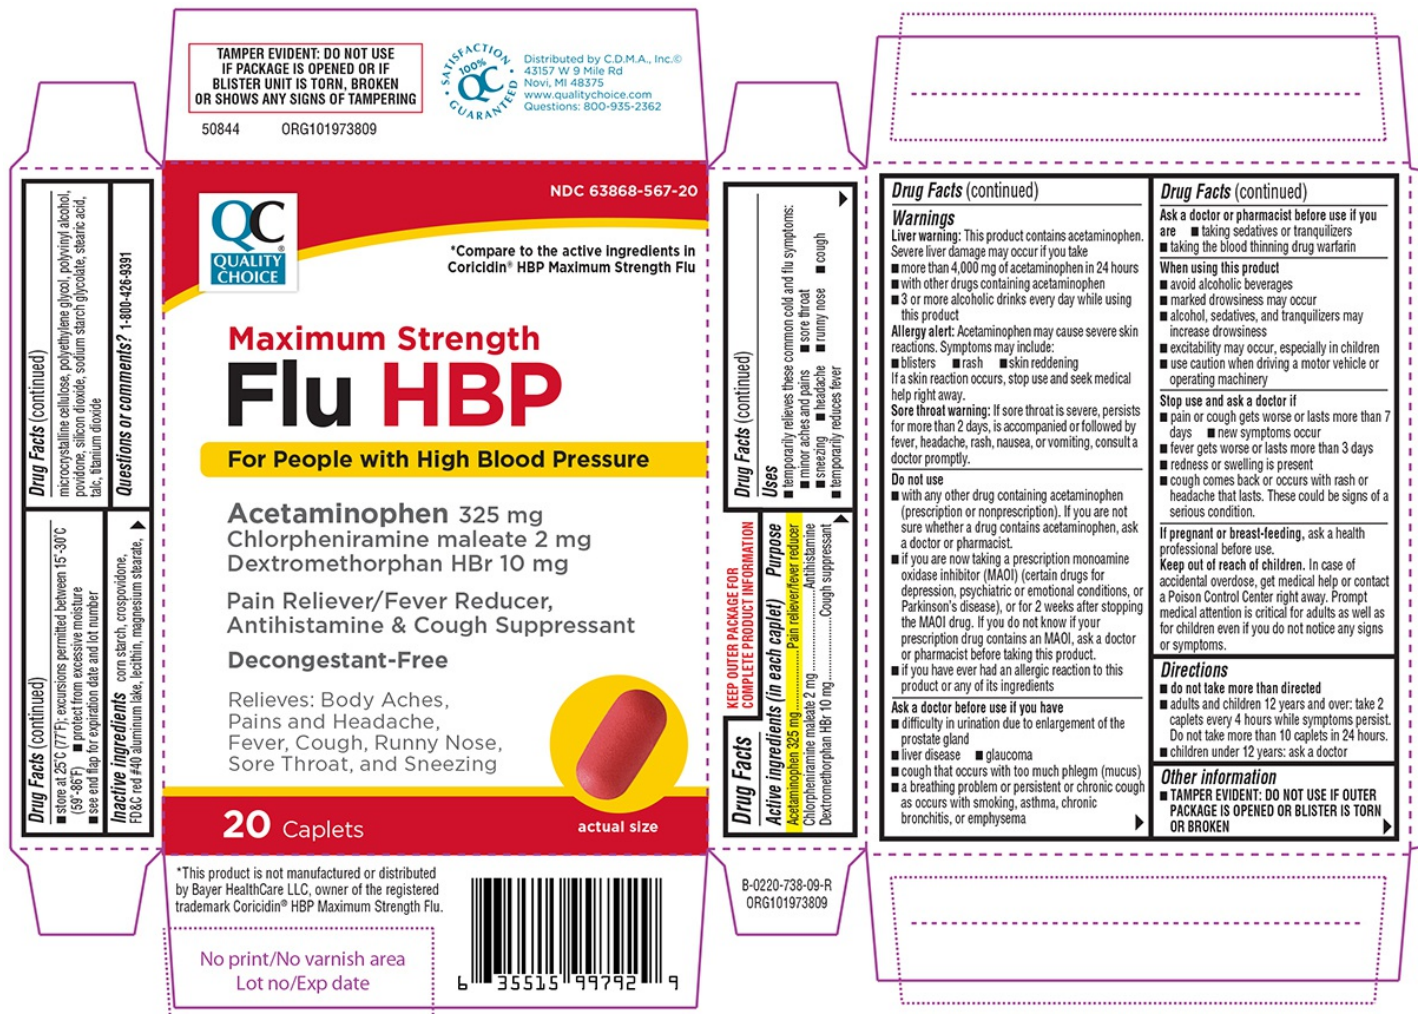 TAMPER EVIDENT: DO NOT USE
IF PACKAGE IS OPENED OR IF
BLISTER UNIT IS TORN, BROKEN
OR SHOWS ANY SIGNS OF TAMPERING
50844 ORG101973809
SATISFACTION
100%
QC
GUARANTEED
Distributed by C.D.M.A., Inc.©
43157 W 9 Mile Rd
Novi, MI 48375
www.qualitychoice.com
Questions: 800-935-2362
NDC 63868-567-20
QC®
QUALITY
CHOICE
*Compare to the active ingredients in
Coricidin® HBP Maximum Strength Flu
Maximum Strength
Flu HBP
For People with High Blood Pressure
Acetaminophen 325 mg
Chlorpheniramine maleate 2 mg
Dextromethorphan HBr 10 mg
Pain Reliever/Fever Reducer,
Antihistamine & Cough Suppressant
Decongestant-Free
Relieves: Body Aches,
Pains and Headache,
Fever, Cough, Runny Nose,
Sore Throat, and Sneezing
20 Caplets
actual size
*This product is not manufactured or distributed
by Bayer HealthCare LLC, owner of the registered
trademark Coricidin® HBP Maximum Strength Flu.
No print/No varnish area
Lot no/Exp date
6 35515 99792 9
KEEP OUTER PACKAGE FOR
COMPLETE PRODUCT INFORMATION
Drug Facts
Active ingredients (in each caplet) Purpose
Acetaminophen 325 mg..................Pain reliever/fever reducer
Chlorpheniramine maleate 2 mg..................Antihistamine
Dextromethorphan HBr 10 mg..................Cough suppressant
Drug Facts (continued)
Uses
■ temporarily relieves these common cold and flu symptoms:
■ minor aches and pains ■ sore throat
■ sneezing ■ headache ■ runny nose ■ cough
■ temporarily reduces fever
B-0220-738-09-R
ORG101973809
Drug Facts (continued)
Warnings
Liver warning: This product contains acetaminophen.
Severe liver damage may occur if you take
■ more than 4,000 mg of acetaminophen in 24 hours
■ with other drugs containing acetaminophen
■ 3 or more alcoholic drinks every day while using
this product
Allergy alert: Acetaminophen may cause severe skin
reactions. Symptoms may include:
■ blisters ■ rash ■ skin reddening
If a skin reaction occurs, stop use and seek medical
help right away.
Sore throat warning: If sore throat is severe, persists
for more than 2 days, is accompanied or followed by
fever, headache, rash, nausea, or vomiting, consult a
doctor promptly.
Do not use
■ with any other drug containing acetaminophen
(prescription or nonprescription). If you are not
sure whether a drug contains acetaminophen, ask
a doctor or pharmacist.
■ if you are now taking a prescription monoamine
oxidase inhibitor (MAOI) (certain drugs for
depression, psychiatric or emotional conditions, or
Parkinson's disease), or for 2 weeks after stopping
the MAOI drug. If you do not know if your
prescription drug contains an MAOI, ask a doctor
or pharmacist before taking this product.
■ if you have ever had an allergic reaction to this
product or any of its ingredients
Ask a doctor before use if you have
■ difficulty in urination due to enlargement of the
prostate gland
■ liver disease ■ glaucoma
■ cough that occurs with too much phlegm (mucus)
■ a breathing problem or persistent or chronic cough
as occurs with smoking, asthma, chronic
bronchitis, or emphysema
Drug Facts (continued)
Ask a doctor or pharmacist before use if you
are ■ taking sedatives or tranquilizers
■ taking the blood thinning drug warfarin
When using this product
■ avoid alcoholic beverages
■ marked drowsiness may occur
■ alcohol, sedatives, and tranquilizers may
increase drowsiness
■ excitability may occur, especially in children
■ use caution when driving a motor vehicle or
operating machinery
Stop use and ask a doctor if
■ pain or cough gets worse or lasts more than 7
days ■ new symptoms occur
■ fever gets worse or lasts more than 3 days
■ redness or swelling is present
■ cough comes back or occurs with rash or
headache that lasts. These could be signs of a
serious condition.
If pregnant or breast-feeding, ask a health
professional before use.
Keep out of reach of children. In case of
accidental overdose, get medical help or contact
a Poison Control Center right away. Prompt
medical attention is critical for adults as well as
for children even if you do not notice any signs
or symptoms.
Directions
■ do not take more than directed
■ adults and children 12 years and over: take 2
caplets every 4 hours while symptoms persist.
Do not take more than 10 caplets in 24 hours.
■ children under 12 years: ask a doctor
Other information
■ TAMPER EVIDENT: DO NOT USE IF OUTER
PACKAGE IS OPENED OR BLISTER IS TORN
OR BROKEN
Drug Facts (continued)
■ store at 25°C (77°F); excursions permitted between 15°-30°C
(59°-86°F) ■ protect from excessive moisture
■ see end flap for expiration date and lot number
Inactive ingredients corn starch, crospovidone,
FD&C red #40 aluminum lake, lecithin, magnesium stearate,
Drug Facts (continued)
microcrystalline cellulose, polyethylene glycol, polyvinyl alcohol,
povidone, silicon dioxide, sodium starch glycolate, stearic acid,
talc, titanium dioxide
Questions or comments? 1-800-426-9391